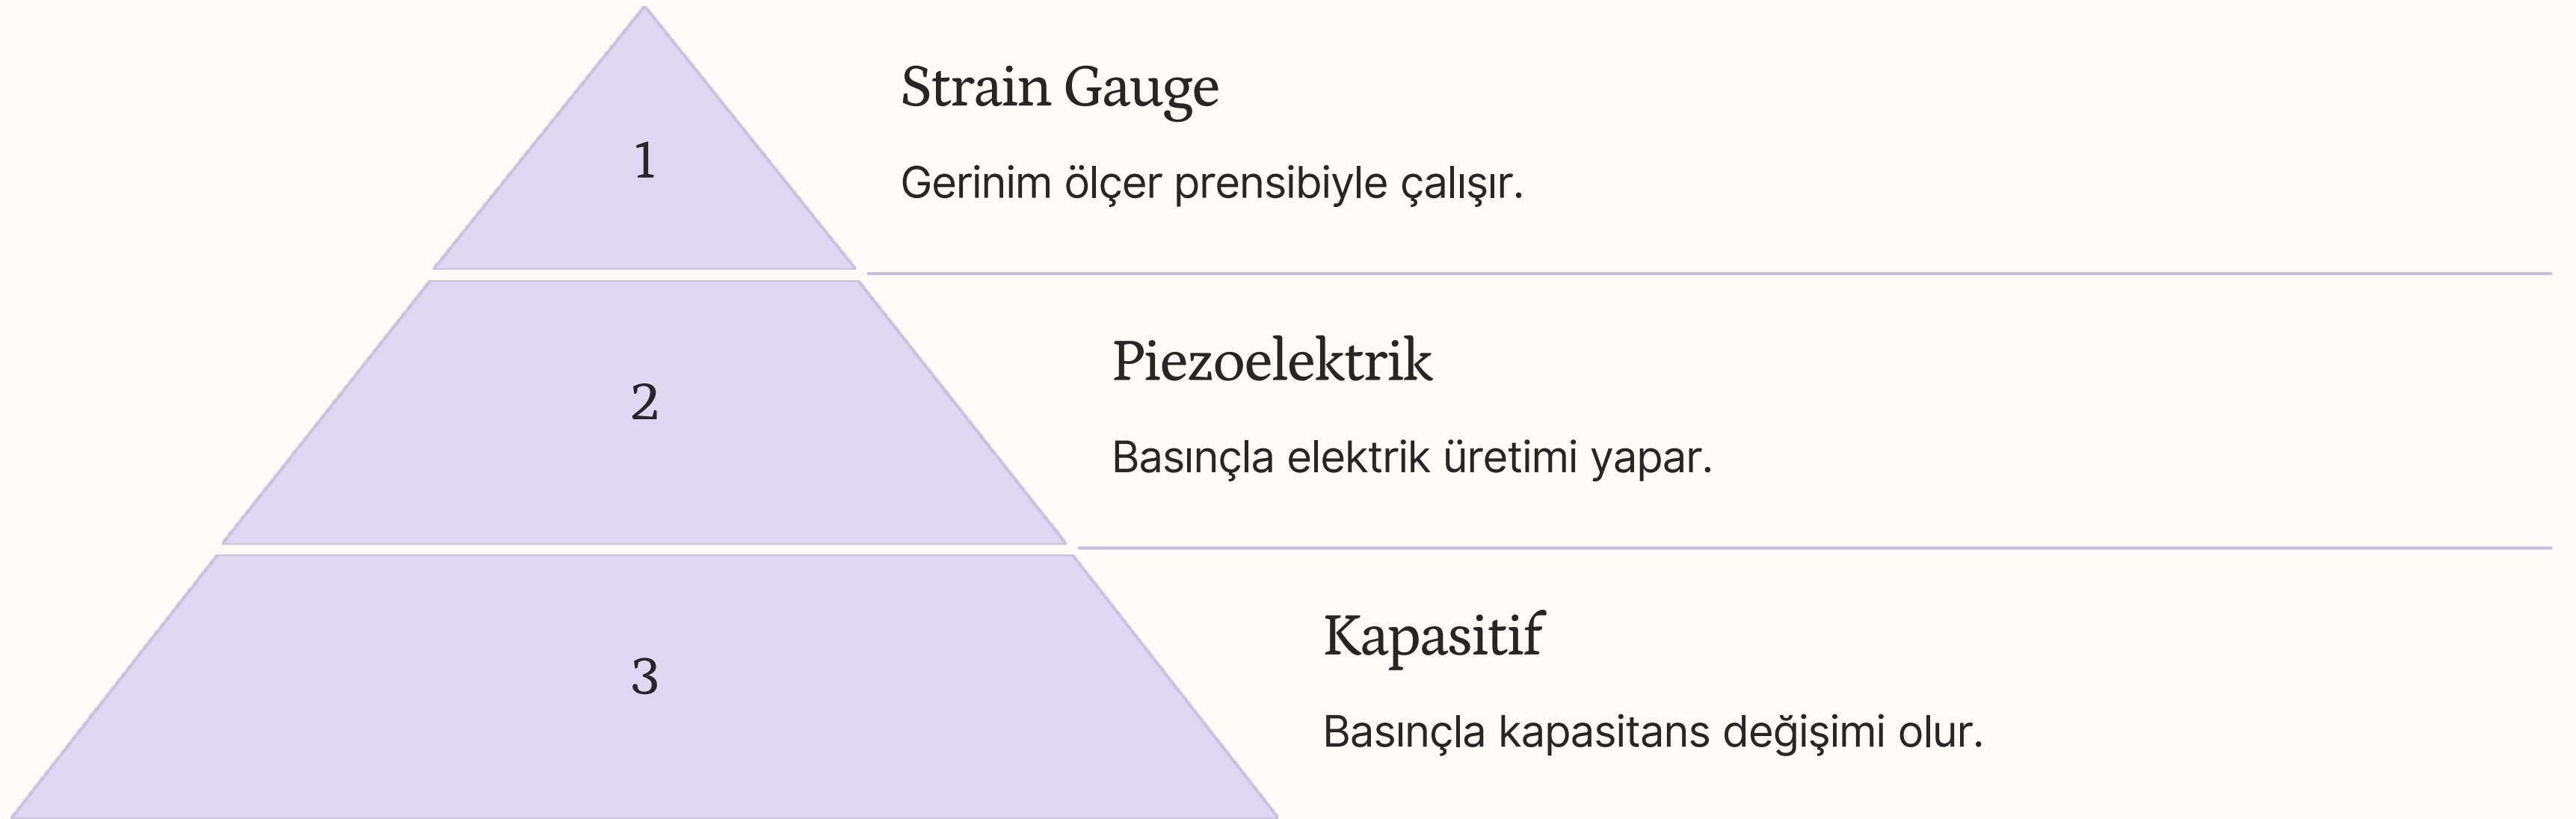 1
Strain Gauge
Gerinim ölçer prensibiyle çalışır.
2
Piezoelektrik
Basınçla elektrik üretimi yapar.
3
Kapasitif
Basınçla kapasitans değişimi olur.